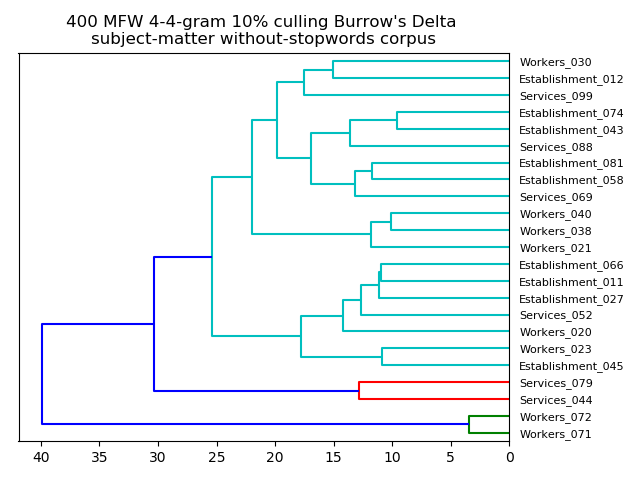 400 MFW 4-4-gram 10% culling Burrow's Delta
subject-matter without-stopwords corpus
Workers_030
Establishment_012
Services_099
Establishment_074
Establishment_043
Services_088
Establishment_081
Establishment_058
Services_069
Workers_040
Workers_038
Workers_021
Establishment_066
Establishment_011
Establishment_027
Services_052
Workers_020
Workers_023
Establishment_045
Services_079
Services_044
Workers_072
Workers_071
40 35 30 25 20 15 10 5 0